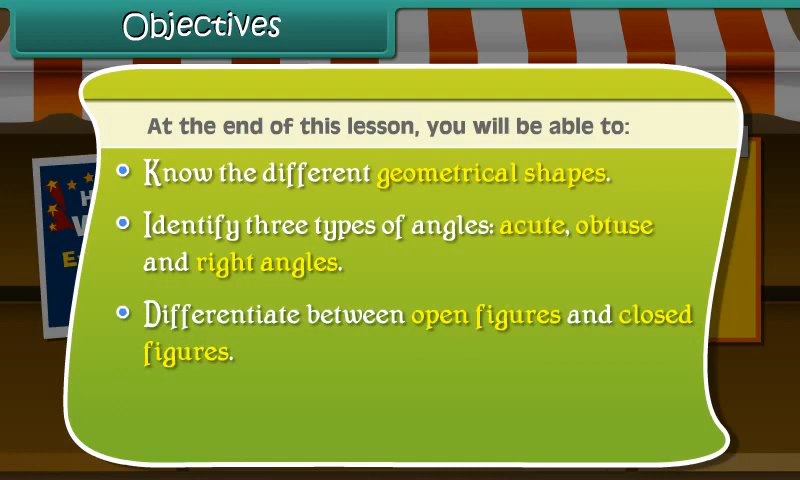 Objectives
At the end of this lesson, you will be able to:
Know the different geometrical shapes.
Identify three types of angles: acute, obtuse
and right angles.
Differentiate between open figures and closed
figures.